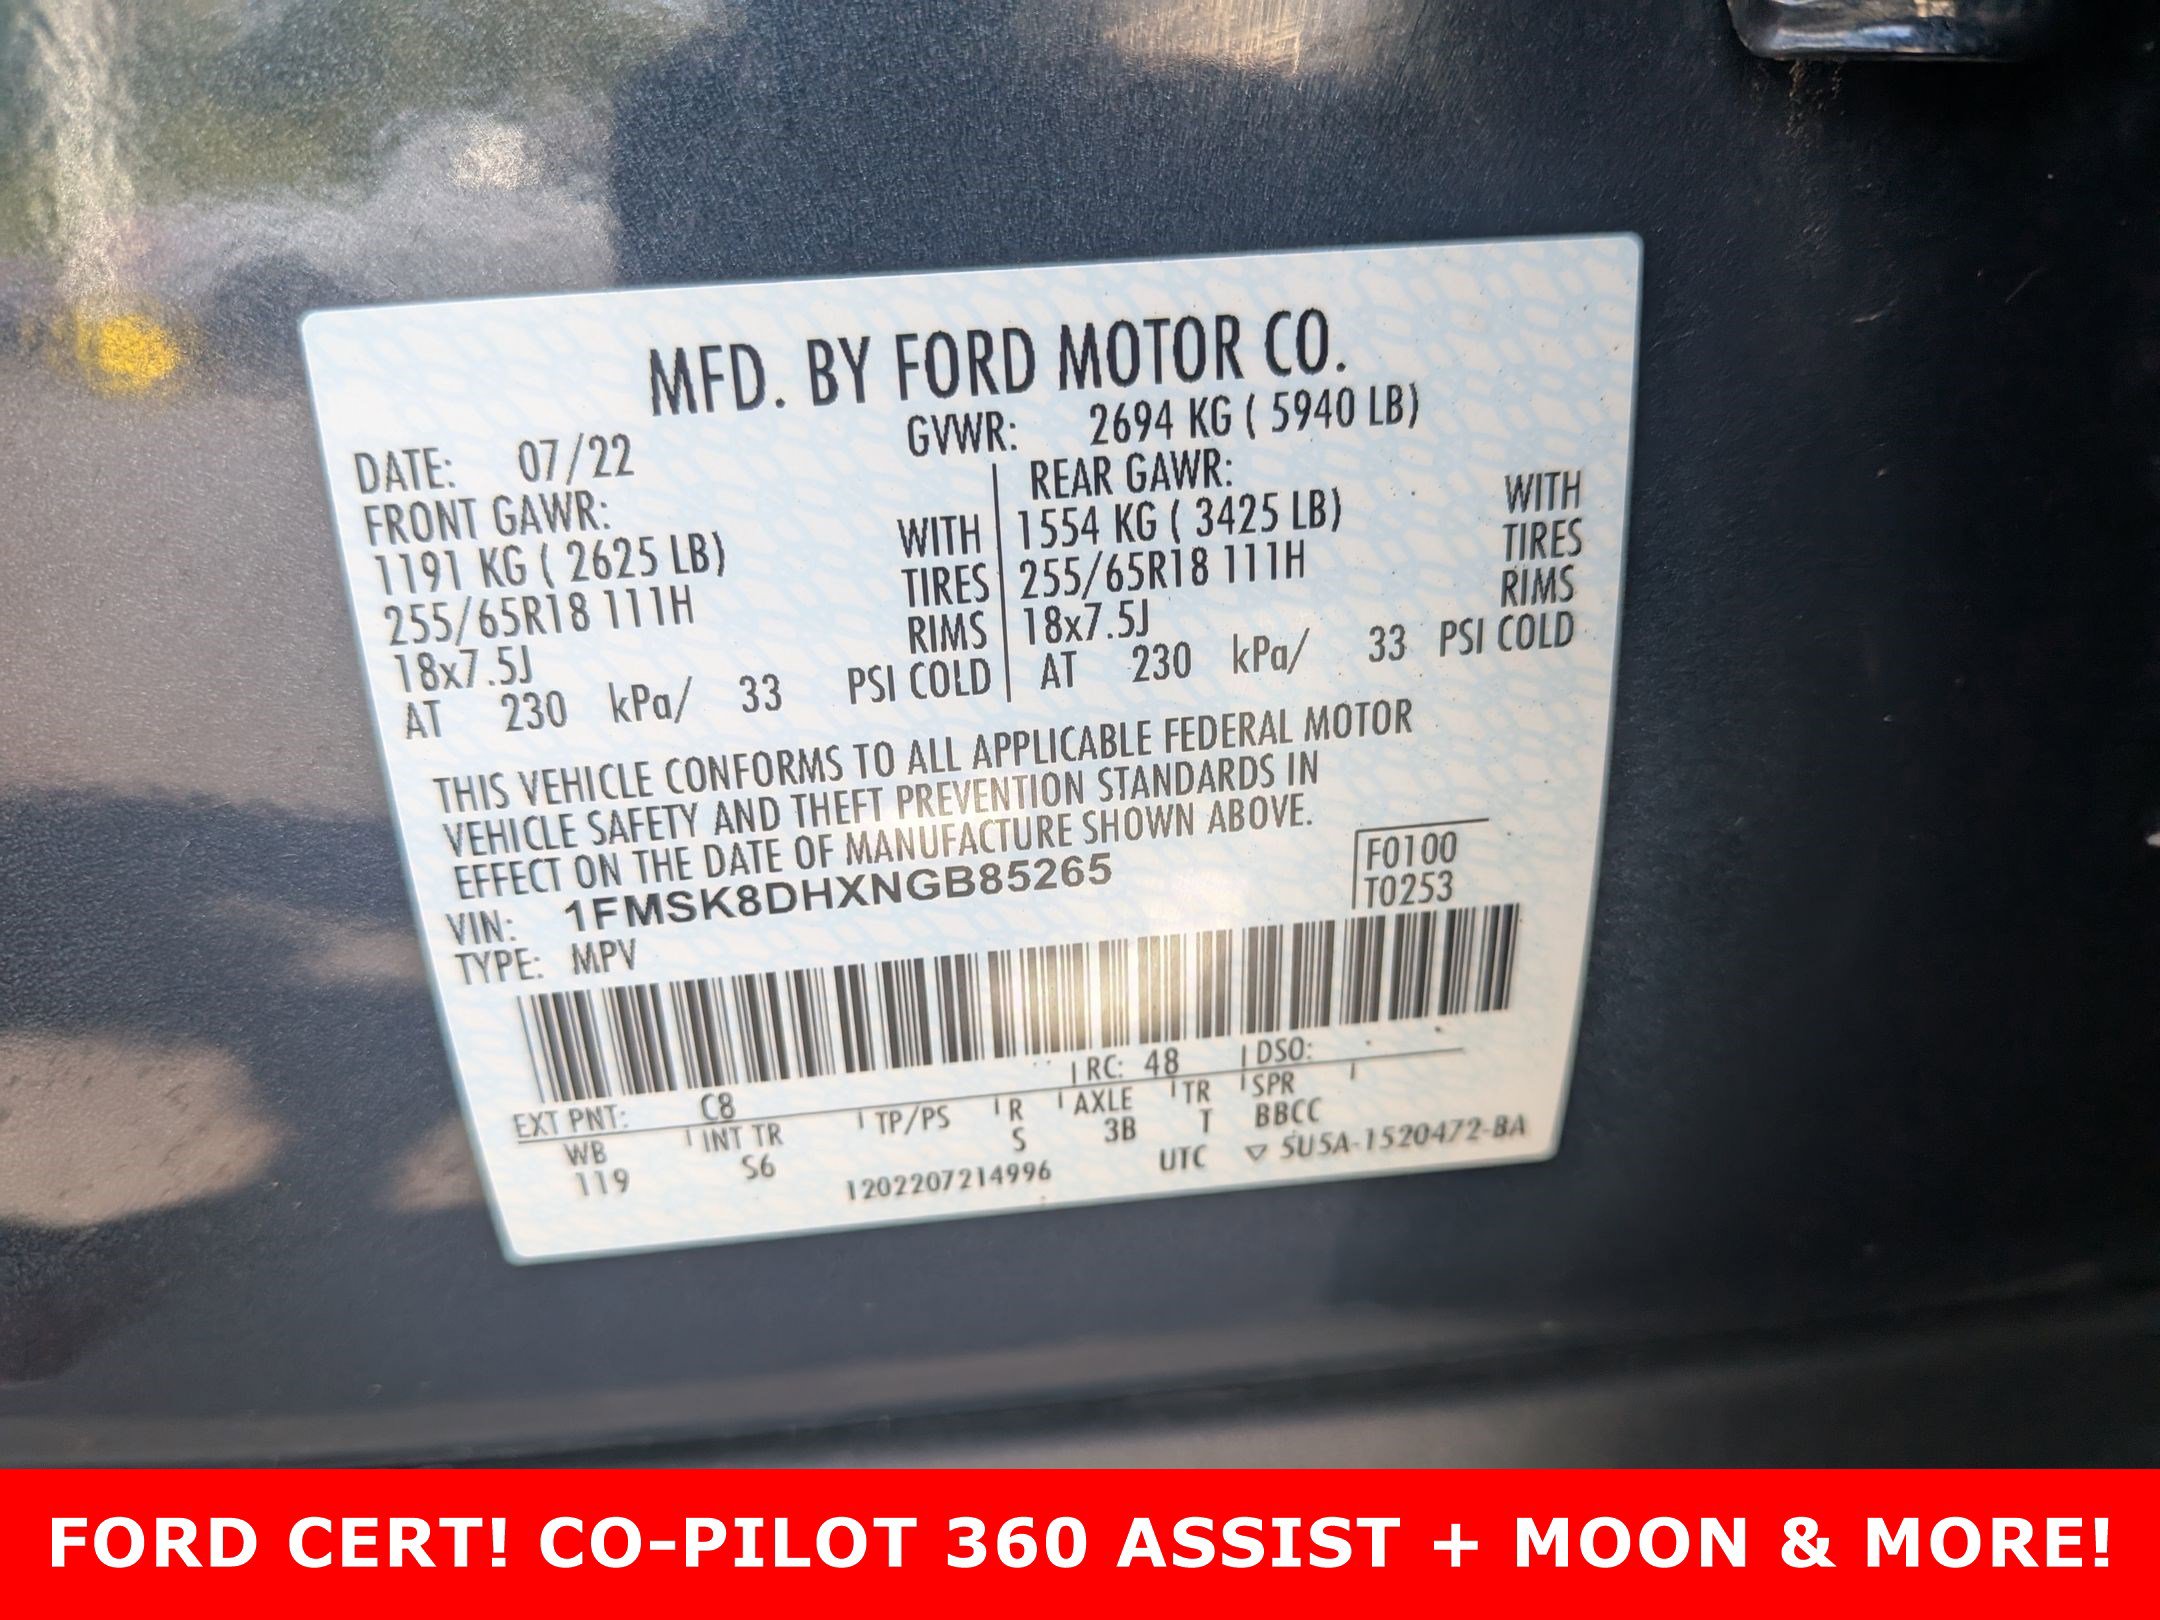 MFD. BY FORD MOTOR CO.
DATE: 07/22 GVWR: 2694 KG ( 5940 LB)
FRONT GAWR: REAR GAWR:
1191 KG ( 2625 LB) WITH 1554 KG ( 3425 LB) WITH
255/65R18 111H TIRES 255/65R18 111H TIRES
18x7.5J RIMS 18x7.5J RIMS
AT 230 kPa/ 33 PSI COLD AT 230 kPa/ 33 PSI COLD
THIS VEHICLE CONFORMS TO ALL APPLICABLE FEDERAL MOTOR
VEHICLE SAFETY AND THEFT PREVENTION STANDARDS IN
EFFECT ON THE DATE OF MANUFACTURE SHOWN ABOVE.
VIN: 1FMSK8DHXNGB85265 F0100
TYPE: MPV T0253
EXT PNT: C8 RC: 48 DSO:
WB INT TR TP/PS R AXLE TR SPR
119 S6 S 3B T BBCC
1202207214996 UTC ▽ 5U5A-1520472-BA
FORD CERT! CO-PILOT 360 ASSIST + MOON & MORE!